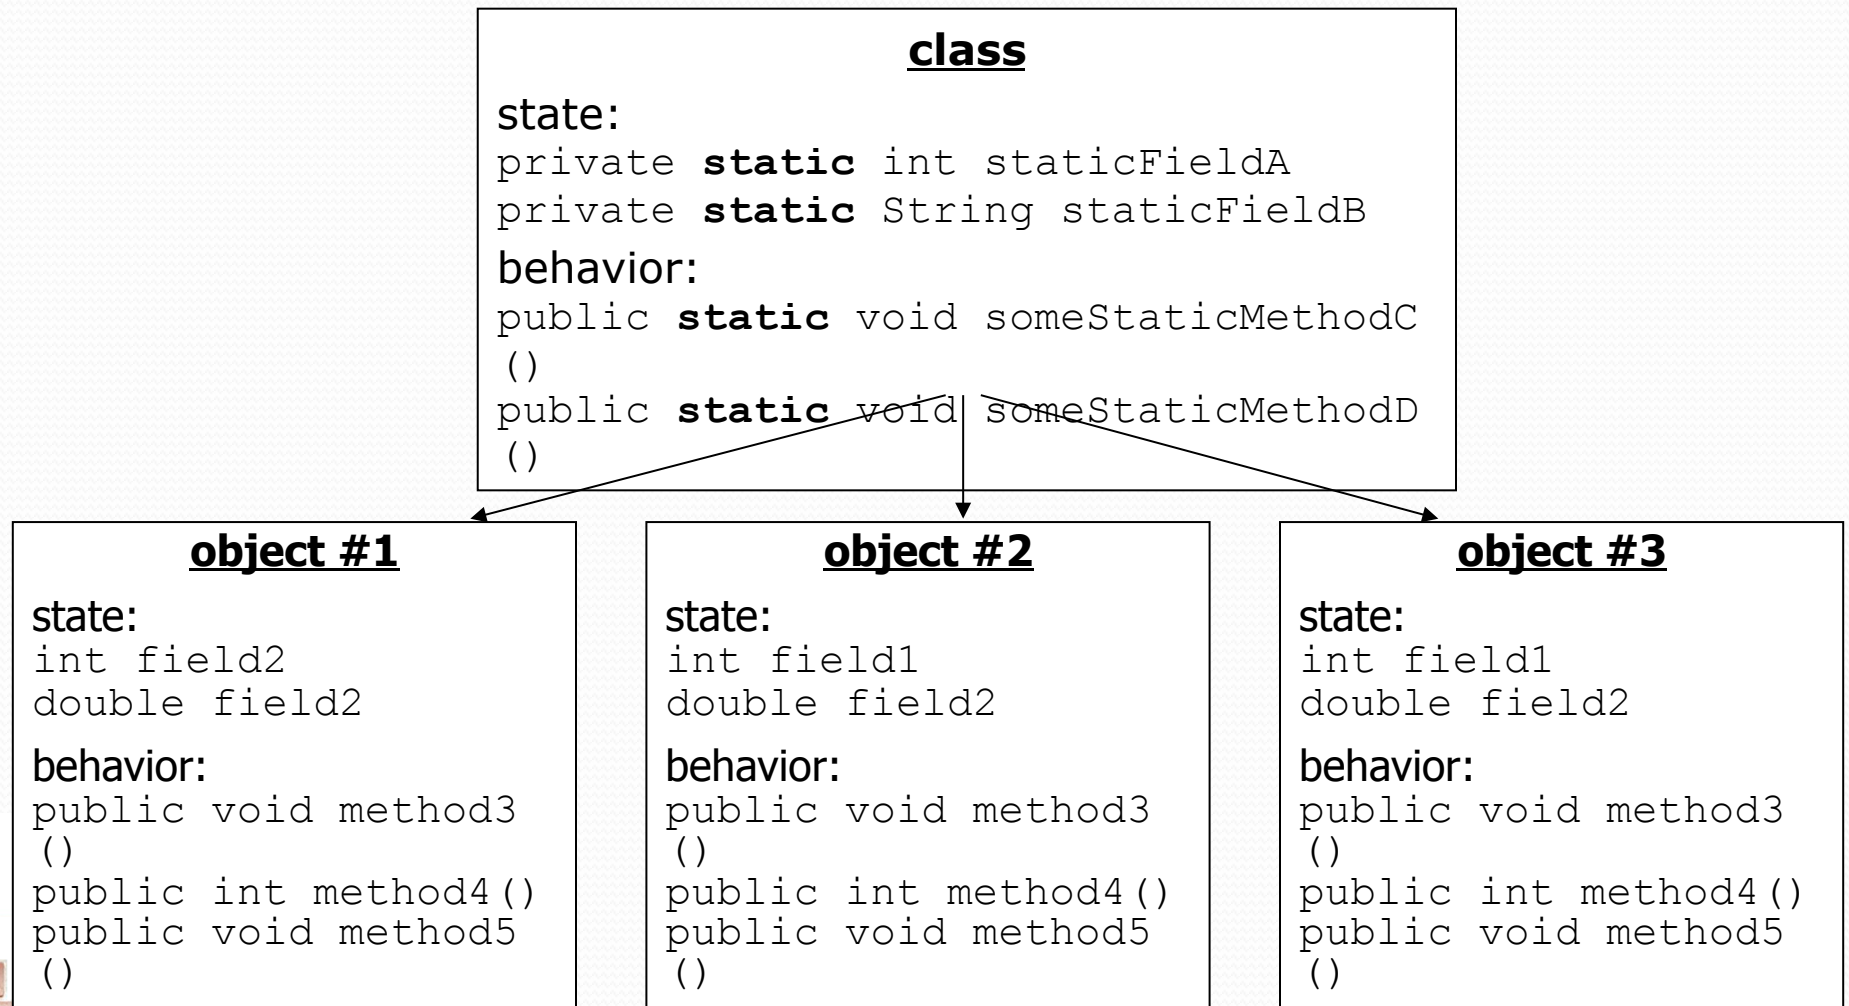 class
state:
private static int staticFieldA
private static String staticFieldB
behavior:
public static void someStaticMethodC
()
public static void someStaticMethodD
()
object #1
state:
int field2
double field2
behavior:
public void method3
()
public int method4()
public void method5
()
object #2
state:
int field1
double field2
behavior:
public void method3
()
public int method4()
public void method5
()
object #3
state:
int field1
double field2
behavior:
public void method3
()
public int method4()
public void method5
()